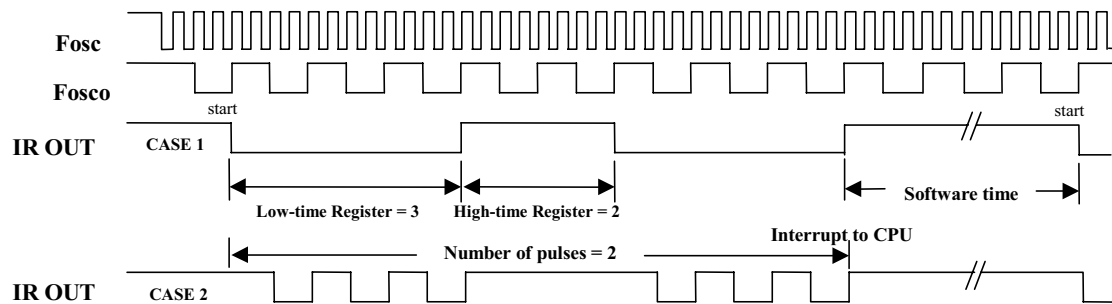 Fosc
Fosco
start
start
IR OUT
CASE 1
Software time
Low-time Register = 3
High-time Register = 2
Interrupt to CPU
Number of pulses = 2
IR OUT
CASE 2